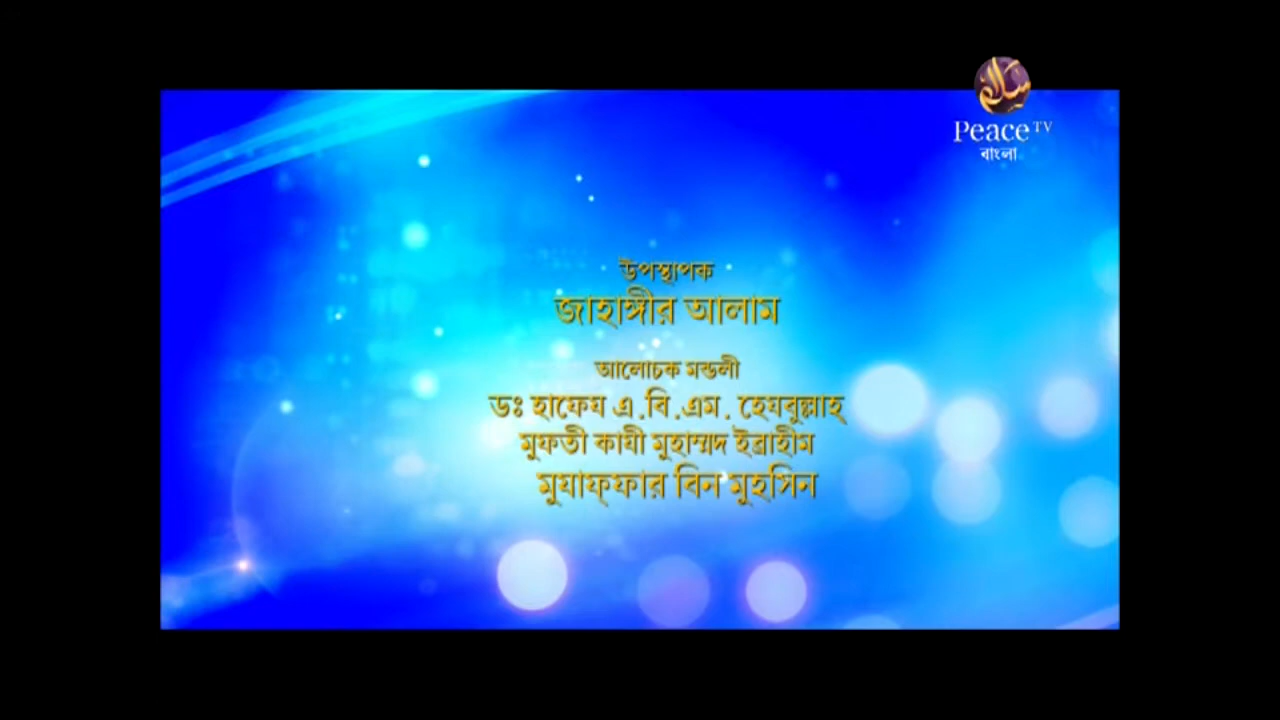 Peace TV
বাংলা
উপস্থাপক
জাহাঙ্গীর আলাম
আলোচক মন্ডলী
ডঃ হাফেয এ.বি.এম. হেযবুল্লাহ্
মুফতী কাযী মুহাম্মদ ইব্রাহীম
মুযাফ্ফার বিন মুহসিন